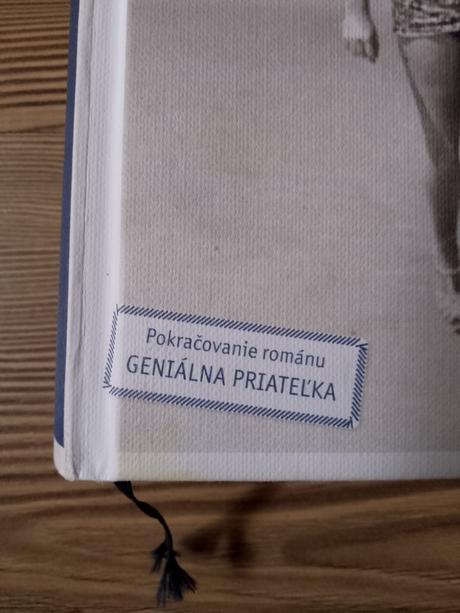 Pokračovanie románu
GENIÁLNA PRIATEĽKA